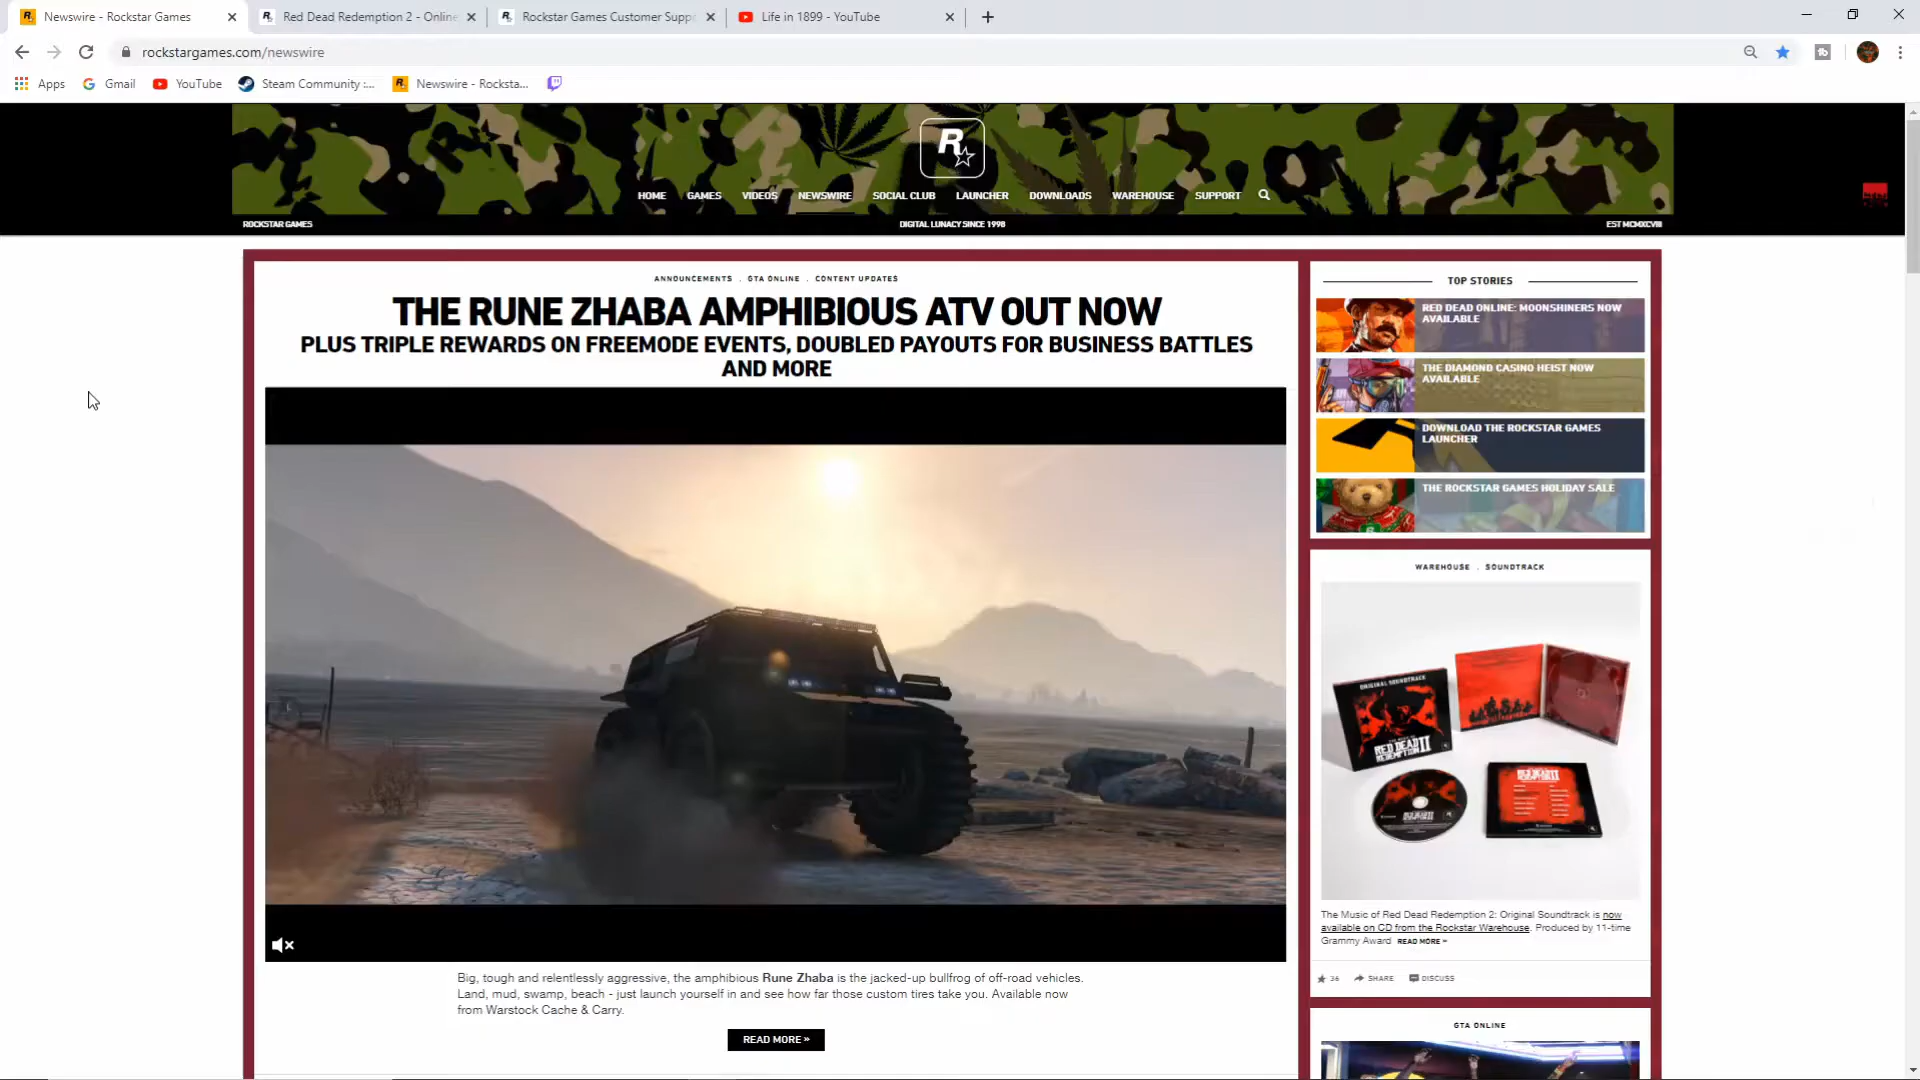 Newswire - Rockstar Games
Red Dead Redemption 2 - Online
Rockstar Games Customer Suppo
Life in 1899 - YouTube
rockstargames.com/newswire
Apps
Gmail
YouTube
Steam Community :...
Newswire - Rocksta...
HOME GAMES VIDEOS NEWSWIRE SOCIAL CLUB LAUNCHER DOWNLOADS WAREHOUSE SUPPORT
ROCKSTAR GAMES
DIGITAL LUNACY SINCE 1998
EST MCMXCVIII
ANNOUNCEMENTS . GTA ONLINE . CONTENT UPDATES
THE RUNE ZHABA AMPHIBIOUS ATV OUT NOW
PLUS TRIPLE REWARDS ON FREEMODE EVENTS, DOUBLED PAYOUTS FOR BUSINESS BATTLES
AND MORE
Big, tough and relentlessly aggressive, the amphibious Rune Zhaba is the jacked-up bullfrog of off-road vehicles.
Land, mud, swamp, beach - just launch yourself in and see how far those custom tires take you. Available now
from Warstock Cache & Carry.
READ MORE »
TOP STORIES
RED DEAD ONLINE: MOONSHINERS NOW
AVAILABLE
THE DIAMOND CASINO HEIST NOW
AVAILABLE
DOWNLOAD THE ROCKSTAR GAMES
LAUNCHER
THE ROCKSTAR GAMES HOLIDAY SALE
WAREHOUSE . SOUNDTRACK
ORIGINAL SOUNDTRACK
RED DEAD
REDEMPTION II
The Music of Red Dead Redemption 2: Original Soundtrack is now
available on CD from the Rockstar Warehouse. Produced by 11-time
Grammy Award READ MORE »
36 SHARE DISCUSS
GTA ONLINE